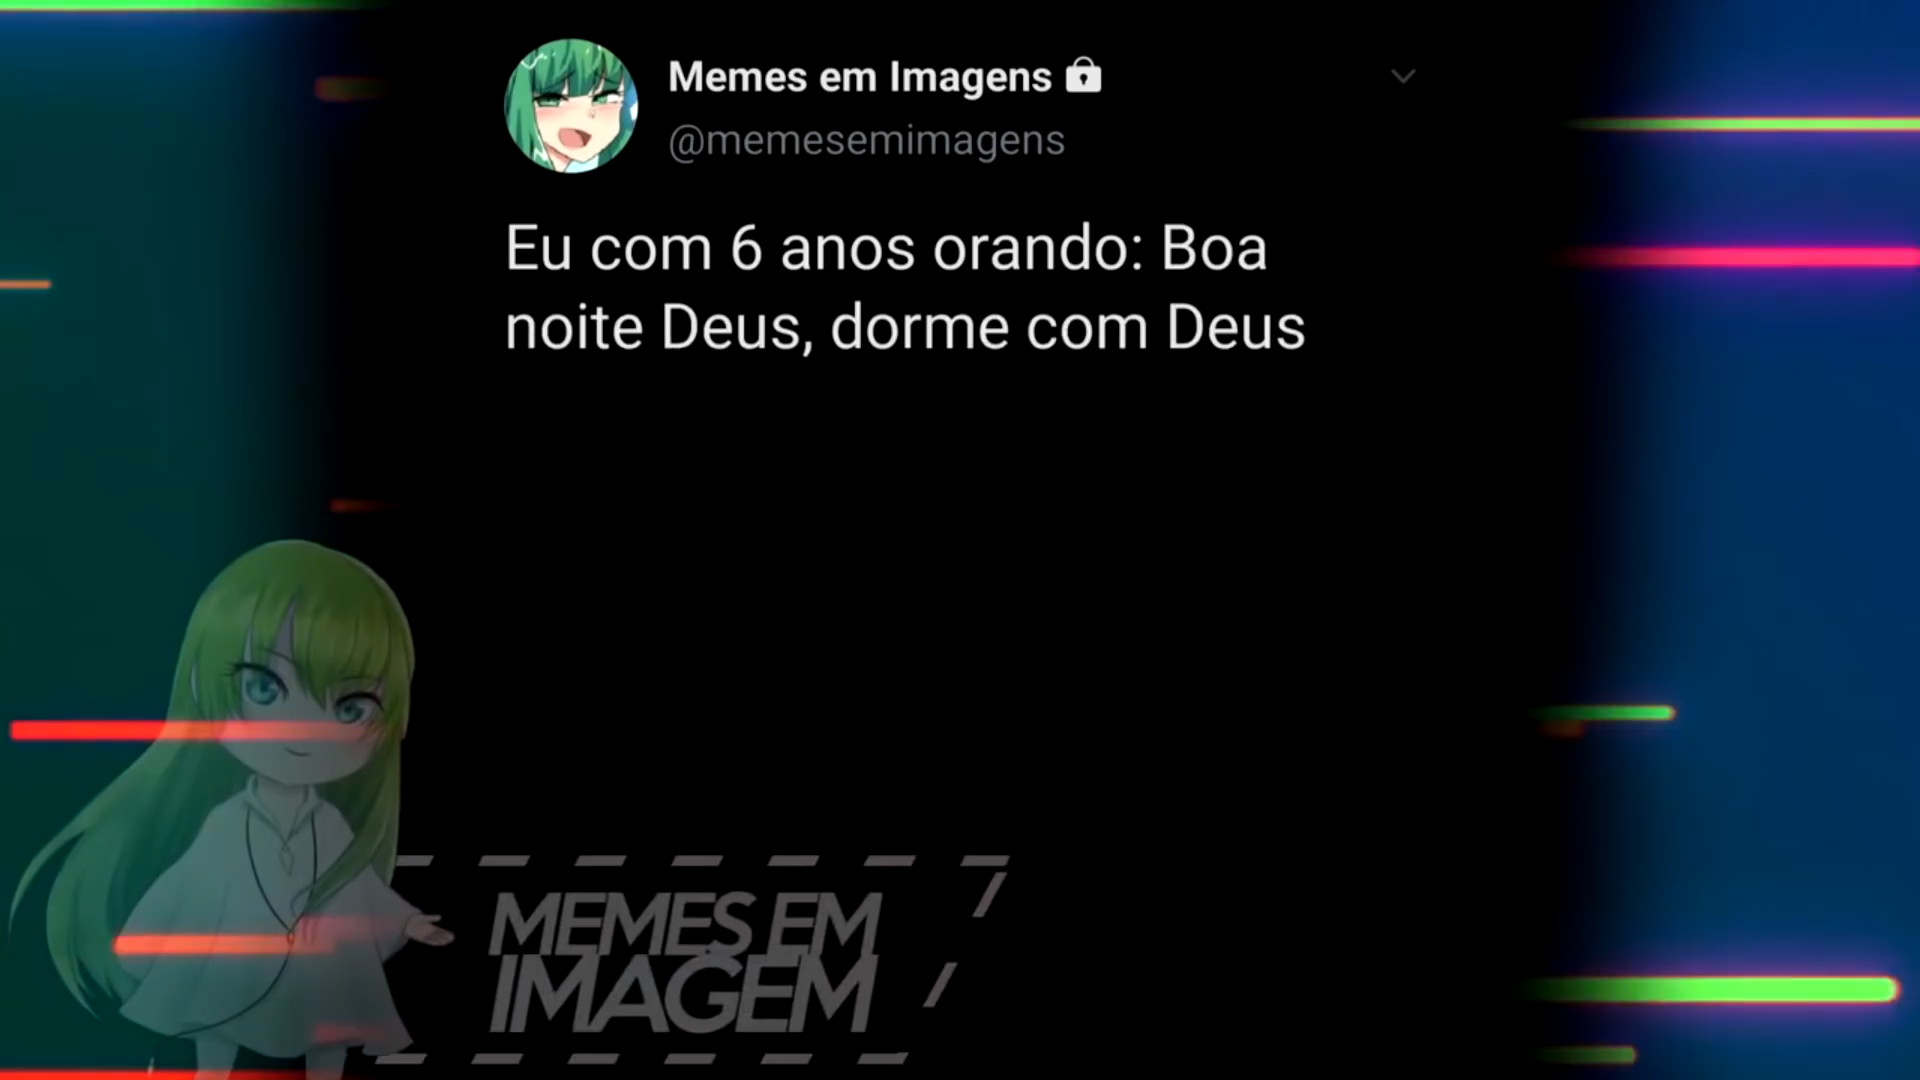 Memes em Imagens
@memesemimagens
Eu com 6 anos orando: Boa
noite Deus, dorme com Deus
MEMES EM
IMAGEM